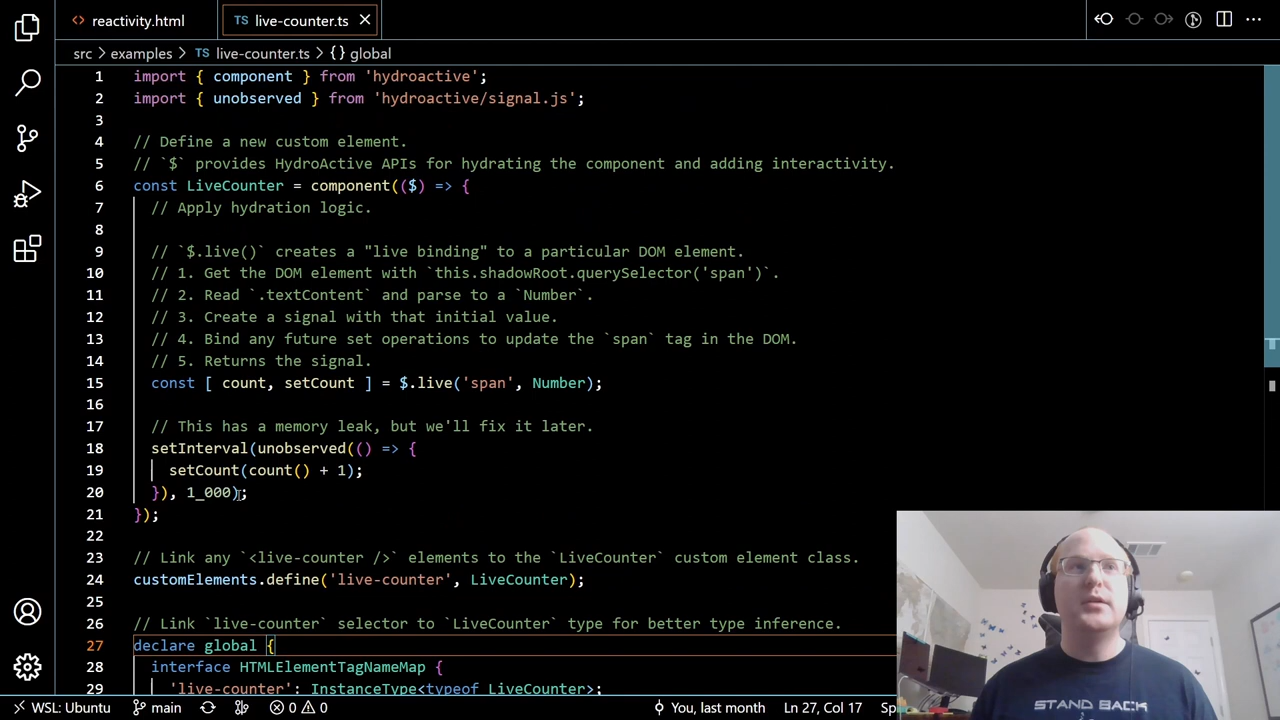 reactivity.html
TS live-counter.ts
src > examples > TS live-counter.ts > {} global
1 import { component } from 'hydroactive';
2 import { unobserved } from 'hydroactive/signal.js';
3
4 // Define a new custom element.
5 // `$` provides HydroActive APIs for hydrating the component and adding interactivity.
6 const LiveCounter = component(($) => {
7 // Apply hydration logic.
8
9 // `$.live()` creates a "live binding" to a particular DOM element.
10 // 1. Get the DOM element with `this.shadowRoot.querySelector('span')`.
11 // 2. Read `.textContent` and parse to a `Number`.
12 // 3. Create a signal with that initial value.
13 // 4. Bind any future set operations to update the `span` tag in the DOM.
14 // 5. Returns the signal.
15 const [ count, setCount ] = $.live('span', Number);
16
17 // This has a memory leak, but we'll fix it later.
18 setInterval(unobserved(() => {
19 setCount(count() + 1);
20 }), 1_000);
21 });
22
23 // Link any `<live-counter />` elements to the `LiveCounter` custom element class.
24 customElements.define('live-counter', LiveCounter);
25
26 // Link `live-counter` selector to `LiveCounter` type for better type inference.
27 declare global {
28 interface HTMLElementTagNameMap {
29 'live-counter': InstanceType<typeof LiveCounter>;
WSL: Ubuntu main 0 0 You, last month Ln 27, Col 17 Sp
STAND BACK